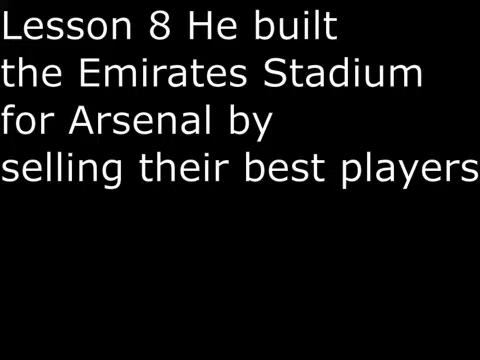 Lesson 8 He built
the Emirates Stadium
for Arsenal by
selling their best players